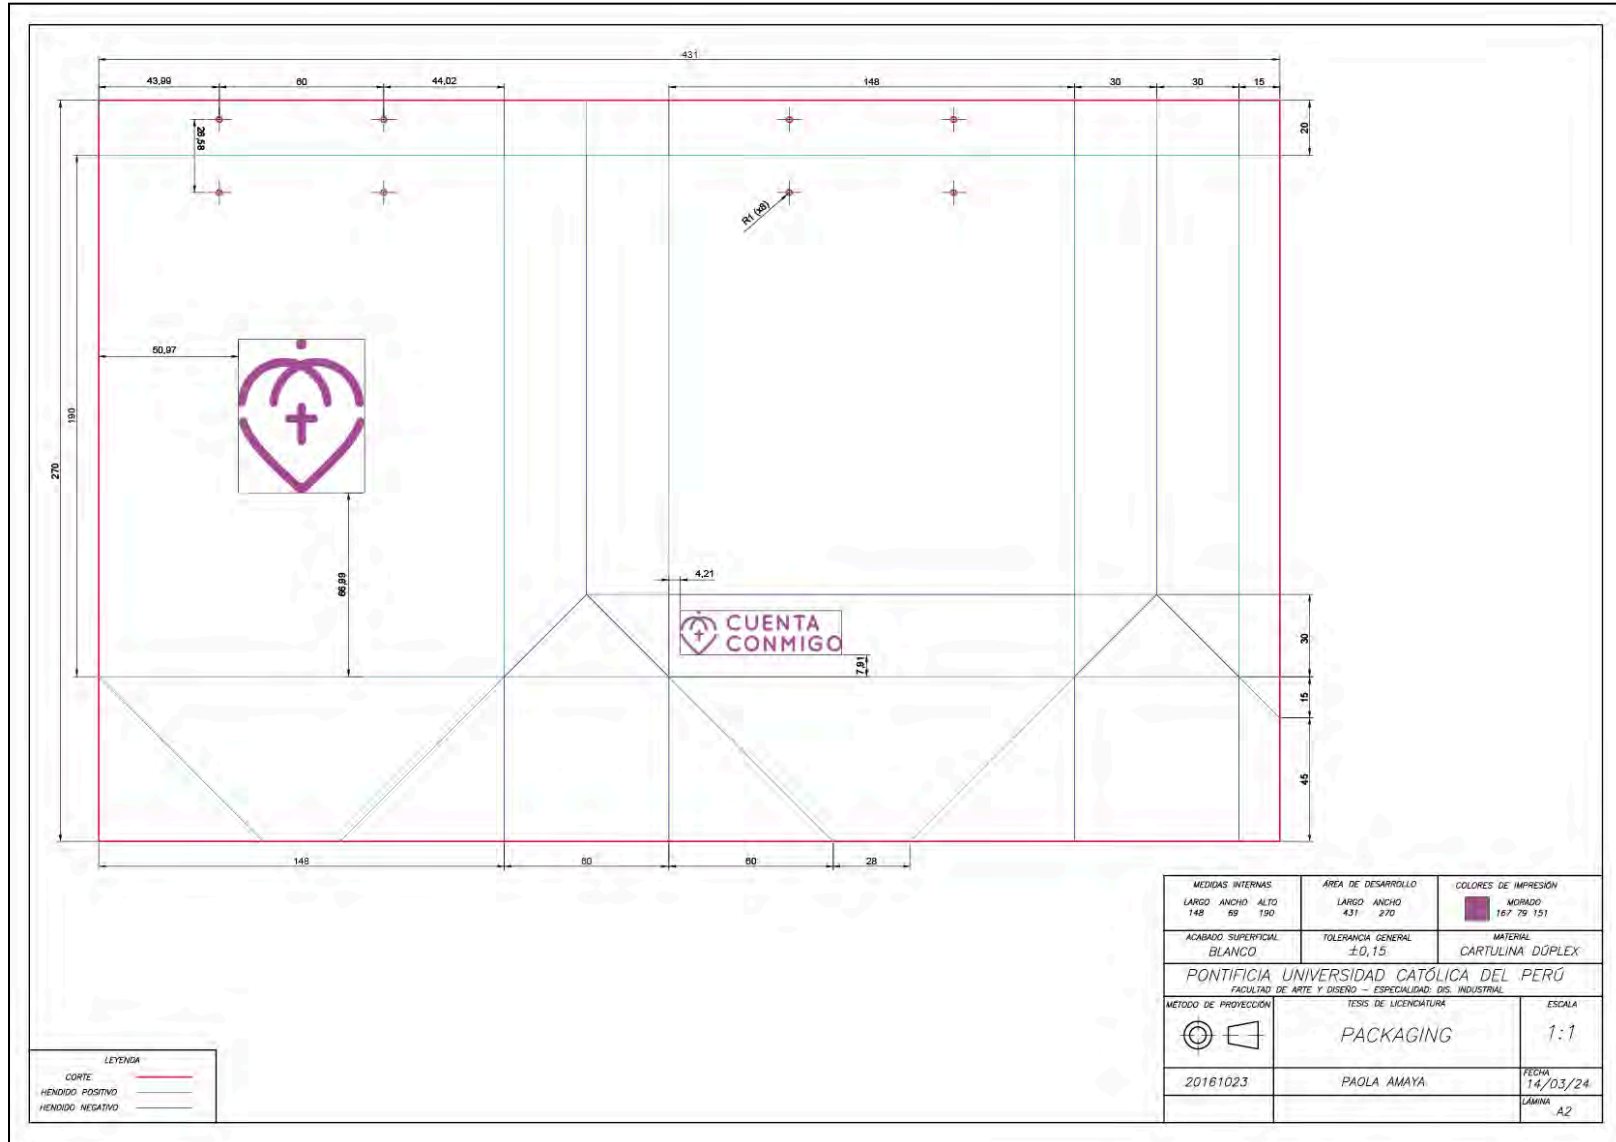 431
43,99 60 44,02 148 30 30 15
26,58
20
R1 (x8)
50,97
190
270
66,99
4,21
CUENTA
CONMIGO
7,91
30
15
45
148 60 60 28
MEDIDAS INTERNAS
LARGO ANCHO ALTO
148 69 190
ÁREA DE DESARROLLO
LARGO ANCHO
431 270
COLORES DE IMPRESIÓN
MORADO
167 79 151
ACABADO SUPERFICIAL
BLANCO
TOLERANCIA GENERAL
±0,15
MATERIAL
CARTULINA DÚPLEX
PONTIFICIA UNIVERSIDAD CATÓLICA DEL PERÚ
FACULTAD DE ARTE Y DISEÑO – ESPECIALIDAD: DIS. INDUSTRIAL
MÉTODO DE PROYECCIÓN
TESIS DE LICENCIATURA
PACKAGING
ESCALA
1:1
20161023
PAOLA AMAYA
FECHA
14/03/24
LÁMINA
A2
LEYENDA
CORTE
HENDIDO POSITIVO
HENDIDO NEGATIVO